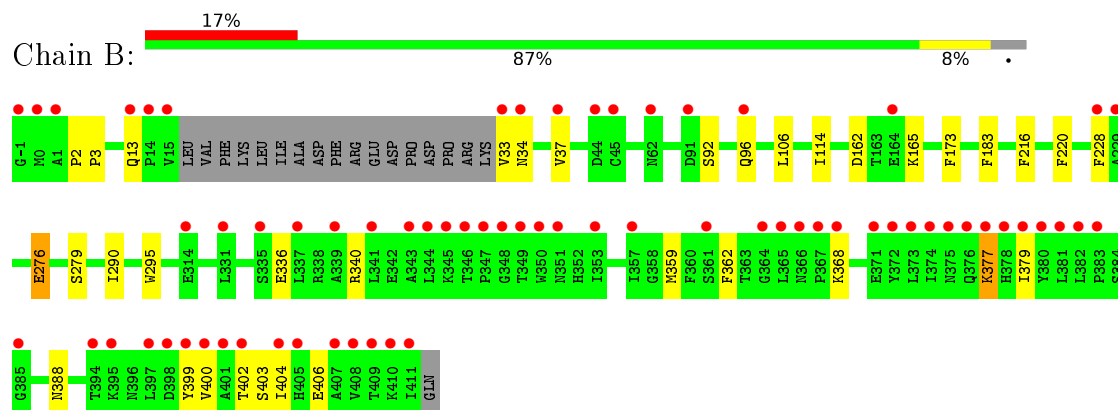 17%
Chain B:
87% 8% •
G-1 M0 A1 P2 P3 Q13 P14 V15 LEU VAL PHE LYS LEU ILE ALA ASP PHE ARG GLU ASP PRO ASP PRO ARG LYS V33 N34 V37 D44 C45 N62 D91 S92 Q96 L106 I114 D162 T163 E164 K165 F173 F183 F216 F220 F228 A229
E276 S279 I290 W295 E314 L331 S335 E336 L337 R338 A339 R340 L341 E342 A343 L344 K345 T346 P347 G348 T349 W350 N351 H352 I353 I357 G358 M359 F360 S361 F362 T363 G364 L365 N366 P367 K368 E371 Y372 L373 I374 N375 Q376 K377 H378 I379 Y380 L381 L382 P383 S384
G385 N388 T394 K395 N396 L397 D398 Y399 V400 A401 T402 S403 I404 H405 E406 A407 V408 T409 K410 I411 GLN